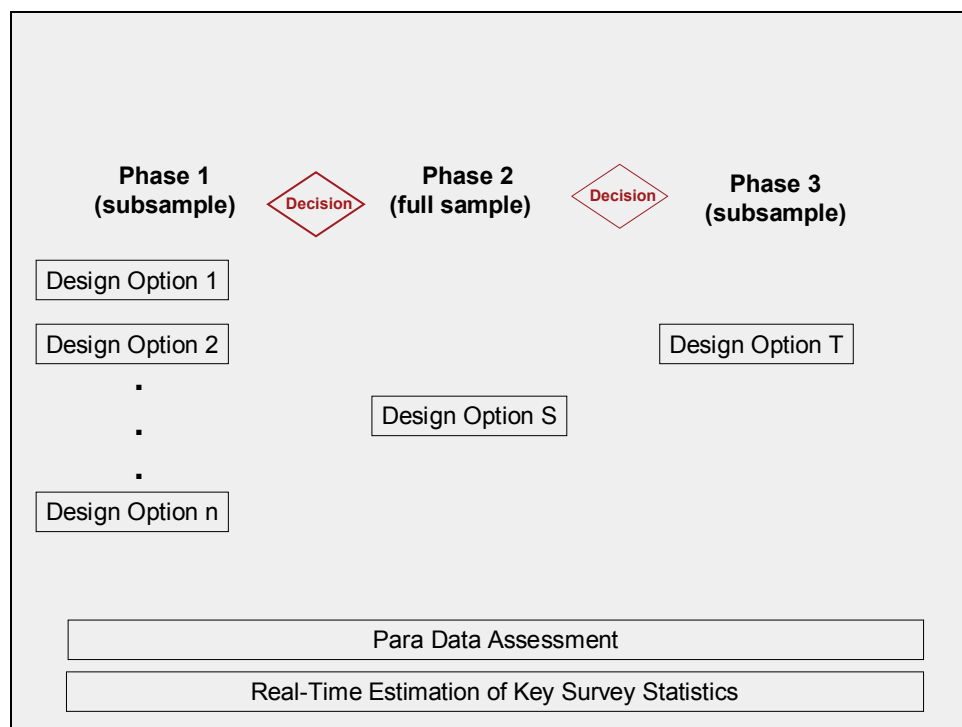 Phase 1
(subsample)
Decision
Phase 2
(full sample)
Decision
Phase 3
(subsample)
Design Option 1
Design Option 2
.
.
.
Design Option n
Design Option S
Design Option T
Para Data Assessment
Real-Time Estimation of Key Survey Statistics